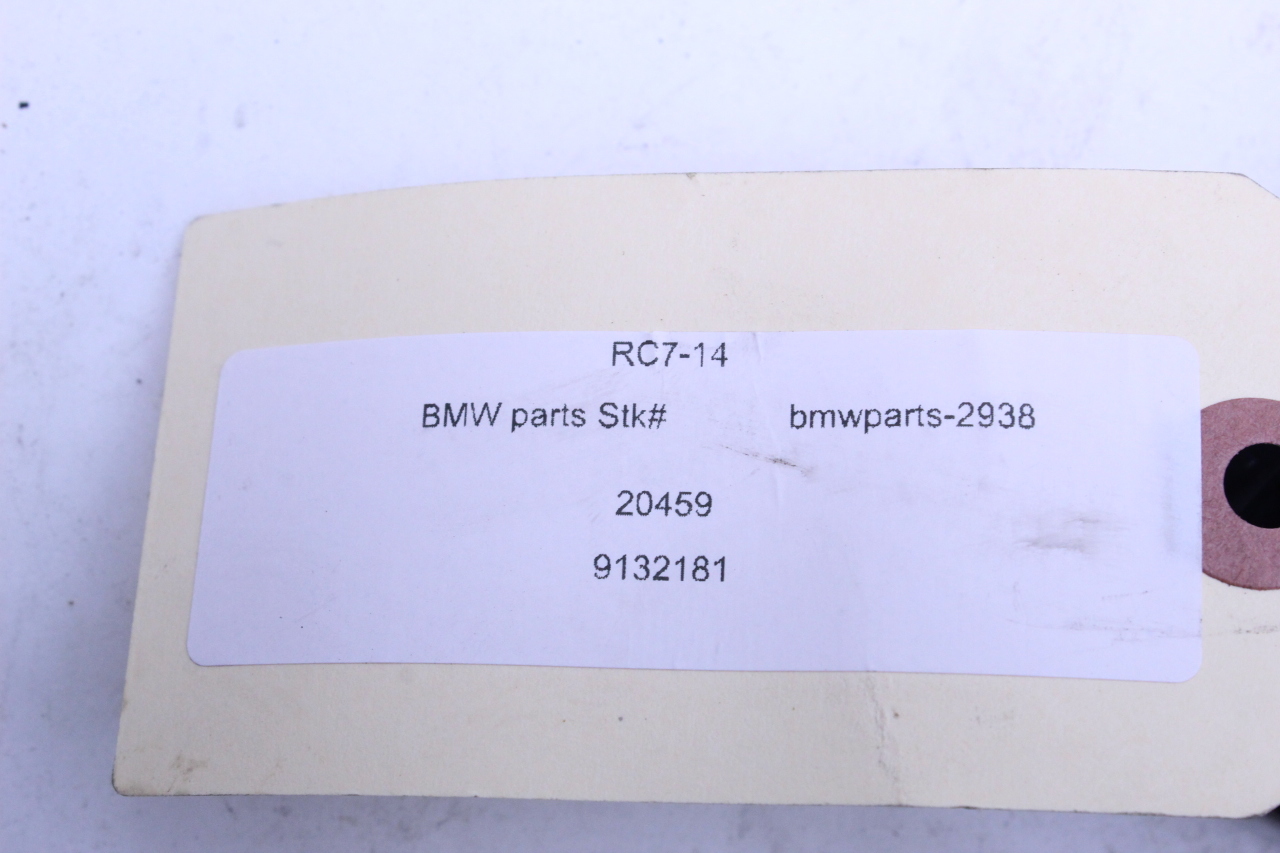 RC7-14
BMW parts Stk# bmwparts-2938
20459
9132181